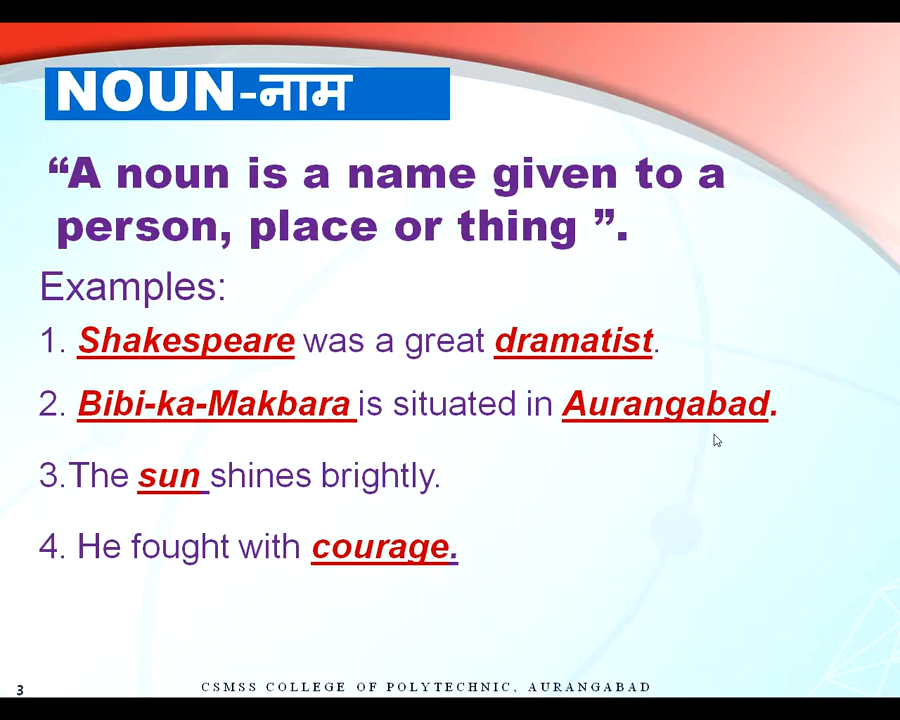 NOUN-नाम
“A noun is a name given to a
person, place or thing ”.
Examples:
1. Shakespeare was a great dramatist.
2. Bibi-ka-Makbara is situated in Aurangabad.
3.The sun shines brightly.
4. He fought with courage.
3
CSMSS COLLEGE OF POLYTECHNIC, AURANGABAD